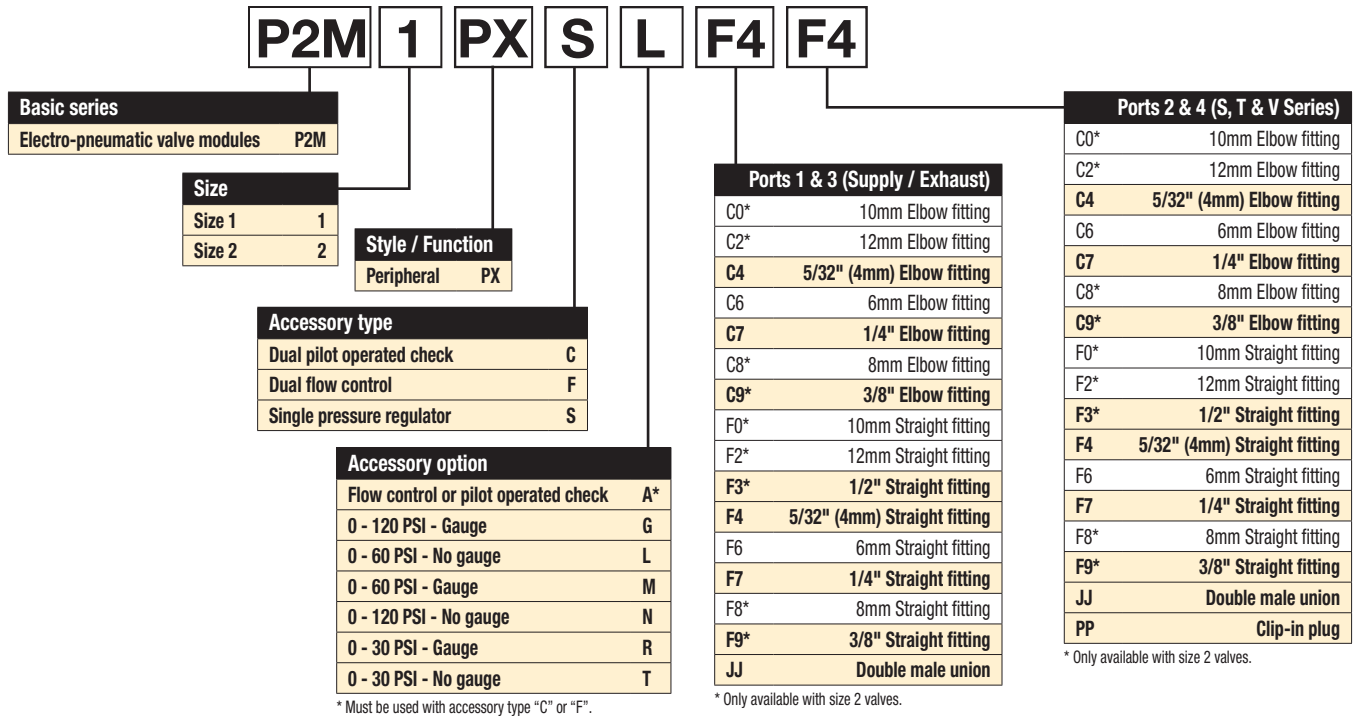 P2M 1 PX S L F4 F4
Basic series
Electro-pneumatic valve modules P2M
Size
Size 1 1
Size 2 2
Style / Function
Peripheral PX
Accessory type
Dual pilot operated check C
Dual flow control F
Single pressure regulator S
Accessory option
Flow control or pilot operated check A*
0 - 120 PSI - Gauge G
0 - 60 PSI - No gauge L
0 - 60 PSI - Gauge M
0 - 120 PSI - No gauge N
0 - 30 PSI - Gauge R
0 - 30 PSI - No gauge T
* Must be used with accessory type “C” or “F”.
Ports 1 & 3 (Supply / Exhaust)
C0* 10mm Elbow fitting
C2* 12mm Elbow fitting
C4 5/32" (4mm) Elbow fitting
C6 6mm Elbow fitting
C7 1/4" Elbow fitting
C8* 8mm Elbow fitting
C9* 3/8" Elbow fitting
F0* 10mm Straight fitting
F2* 12mm Straight fitting
F3* 1/2" Straight fitting
F4 5/32" (4mm) Straight fitting
F6 6mm Straight fitting
F7 1/4" Straight fitting
F8* 8mm Straight fitting
F9* 3/8" Straight fitting
JJ Double male union
* Only available with size 2 valves.
Ports 2 & 4 (S, T & V Series)
C0* 10mm Elbow fitting
C2* 12mm Elbow fitting
C4 5/32" (4mm) Elbow fitting
C6 6mm Elbow fitting
C7 1/4" Elbow fitting
C8* 8mm Elbow fitting
C9* 3/8" Elbow fitting
F0* 10mm Straight fitting
F2* 12mm Straight fitting
F3* 1/2" Straight fitting
F4 5/32" (4mm) Straight fitting
F6 6mm Straight fitting
F7 1/4" Straight fitting
F8* 8mm Straight fitting
F9* 3/8" Straight fitting
JJ Double male union
PP Clip-in plug
* Only available with size 2 valves.